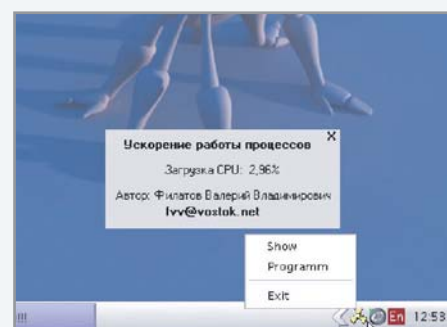 x
Ускорение работы процессов
Загрузка CPU: 2,96%
Автор: Филатов Валерий Владимирович
fvv@vostok.net
Show
Programm
Exit
En 12:53